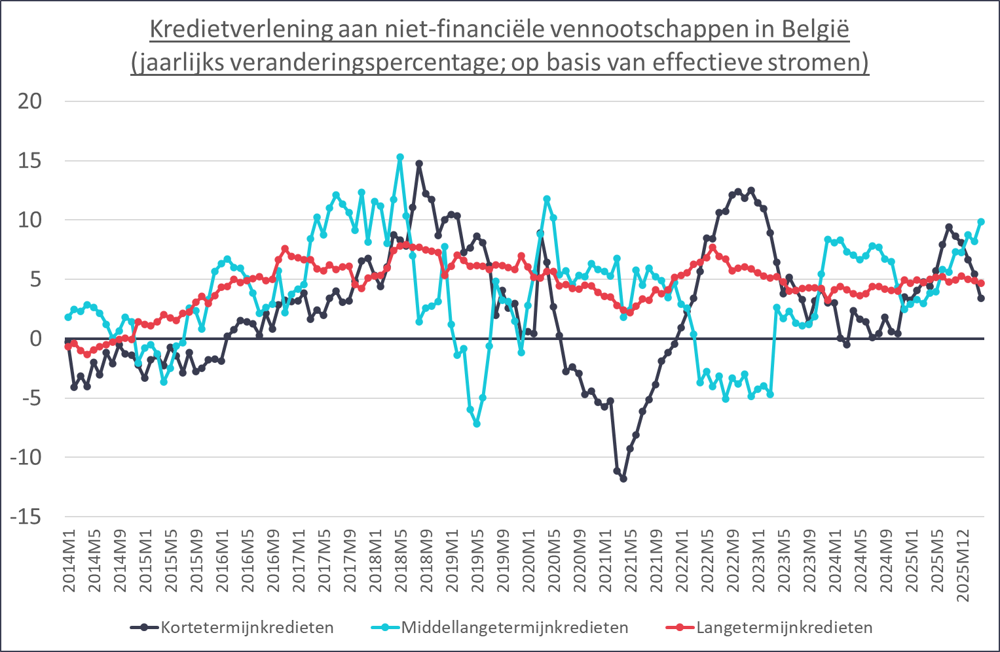 Kredietverlening aan niet-financiële vennootschappen in België
(jaarlijks veranderingspercentage; op basis van effectieve stromen)
20
15
10
5
0
-5
-10
-15
2014M1
2014M5
2014M9
2015M1
2015M5
2015M9
2016M1
2016M5
2016M9
2017M1
2017M5
2017M9
2018M1
2018M5
2018M9
2019M1
2019M5
2019M9
2020M1
2020M5
2020M9
2021M1
2021M5
2021M9
2022M1
2022M5
2022M9
2023M1
2023M5
2023M9
2024M1
2024M5
2024M9
2025M1
2025M5
2025M12
Kortetermijnkredieten
Middellangetermijnkredieten
Langetermijnkredieten